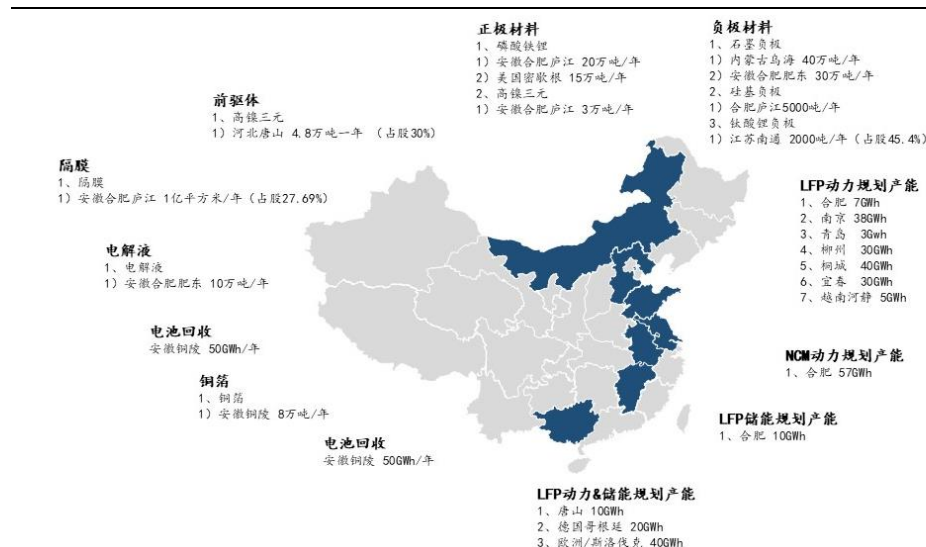 正极材料
1、磷酸铁锂
1）安徽合肥庐江 20万吨/年
2）美国密歇根 15万吨/年
2、高镍三元
1）安徽合肥庐江 3万吨/年
负极材料
1、石墨负极
1）内蒙古乌海 40万吨/年
2）安徽合肥肥东 30万吨/年
2、硅基负极
1）合肥庐江5000吨/年
3、钛酸锂负极
1）江苏南通 2000吨/年（占股45.4%）
前驱体
1、高镍三元
1）河北唐山 4.8万吨一年 （占股30%）
隔膜
1、隔膜
1）安徽合肥庐江 1亿平方米/年（占股27.69%）
电解液
1、电解液
1）安徽合肥肥东 10万吨/年
电池回收
安徽铜陵 50GWh/年
铜箔
1、铜箔
1）安徽铜陵 8万吨/年
电池回收
安徽铜陵 50GWh/年
LFP动力规划产能
1、合肥 7GWh
2、南京 38GWh
3、青岛 3Gwh
4、柳州 30GWh
5、桐城 40GWh
6、宜春 30GWh
7、越南河静 5GWh
NCM动力规划产能
1、合肥 57GWh
LFP储能规划产能
1、合肥 10GWh
LFP动力&储能规划产能
1、唐山 10GWh
2、德国哥根廷 20GWh
3、欧洲/斯洛伐克 40GWh